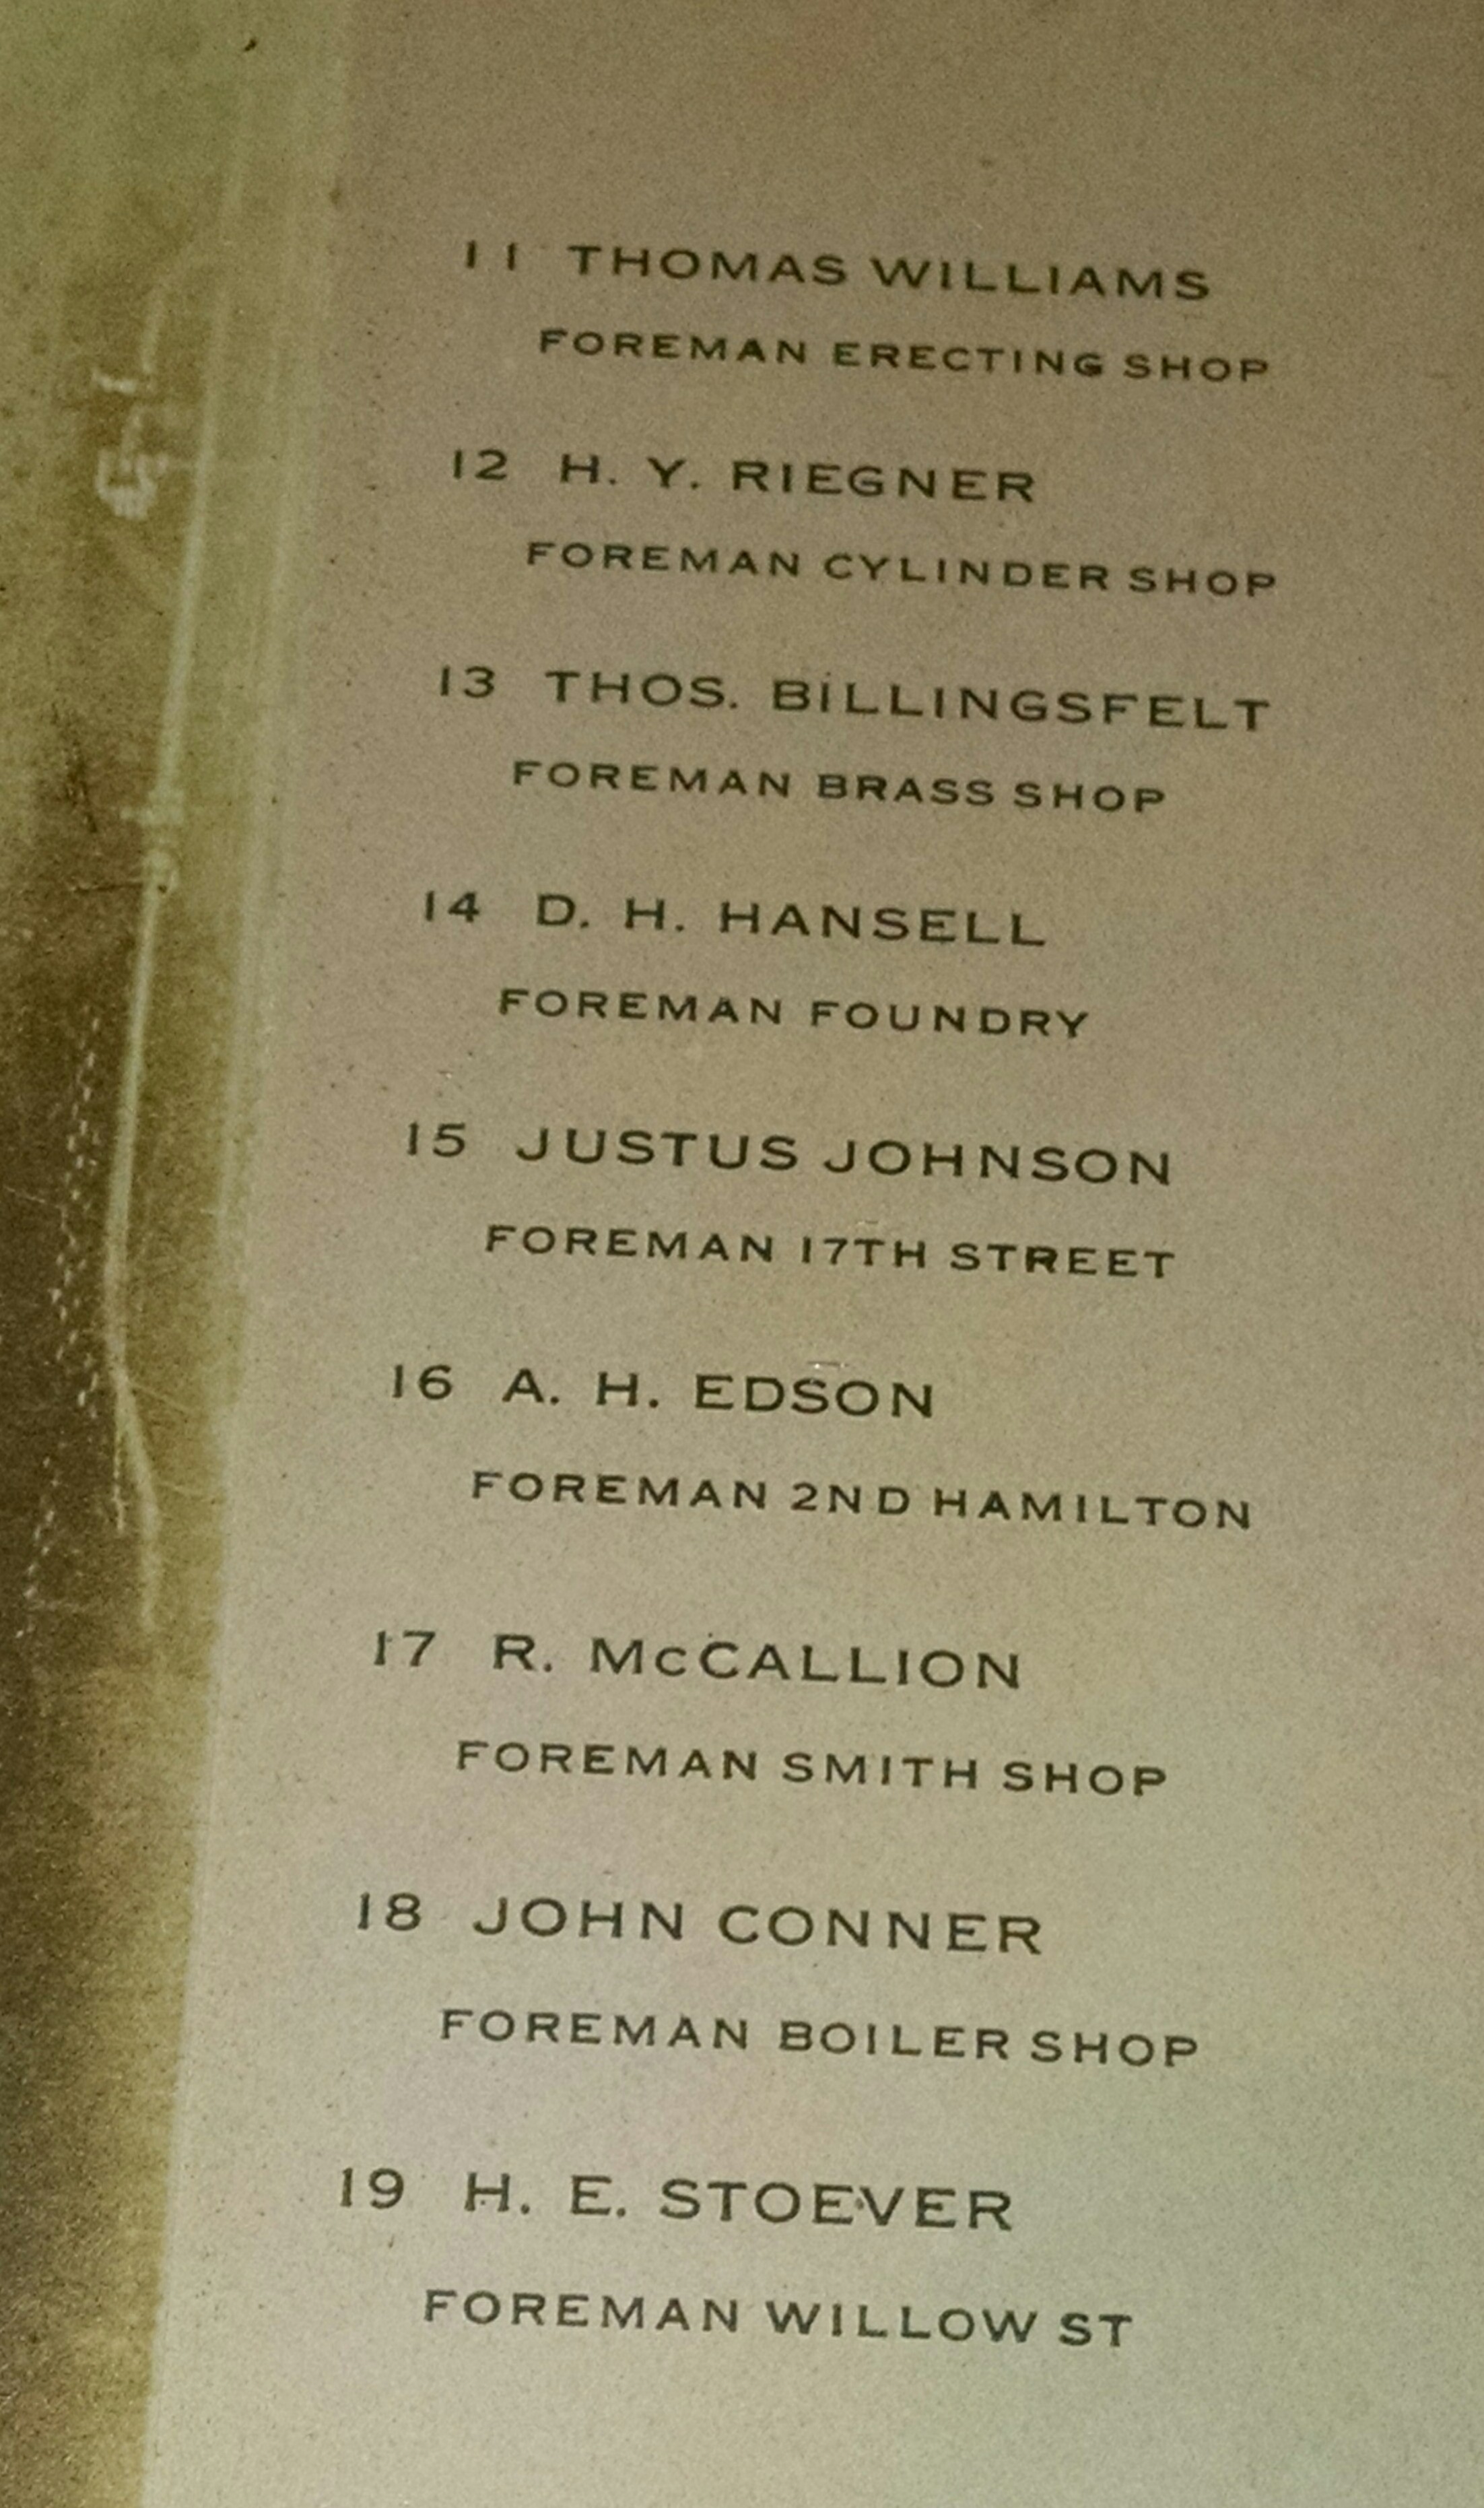 11 THOMAS WILLIAMS
FOREMAN ERECTING SHOP
12 H. Y. RIEGNER
FOREMAN CYLINDER SHOP
13 THOS. BILLINGSFELT
FOREMAN BRASS SHOP
14 D. H. HANSELL
FOREMAN FOUNDRY
15 JUSTUS JOHNSON
FOREMAN 17TH STREET
16 A. H. EDSON
FOREMAN 2ND HAMILTON
17 R. McCALLION
FOREMAN SMITH SHOP
18 JOHN CONNER
FOREMAN BOILER SHOP
19 H. E. STOEVER
FOREMAN WILLOW ST